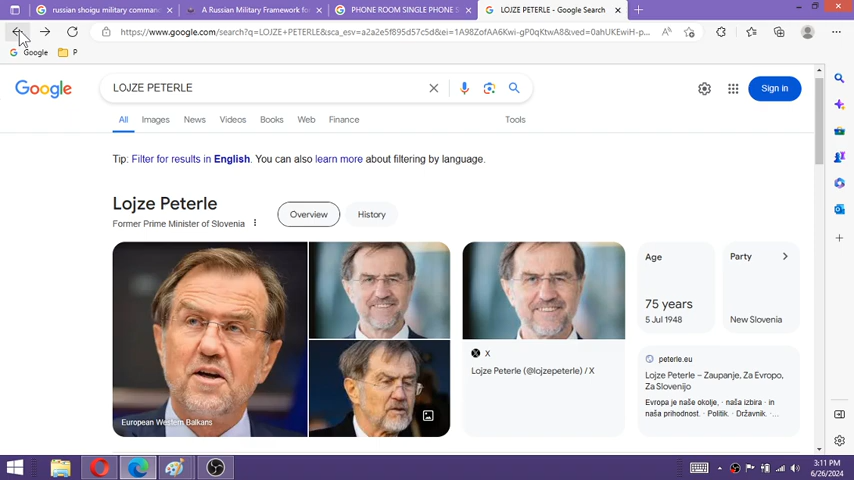 russian shoigu military comman
A Russian Military Framework fo
PHONE ROOM SINGLE PHONE S
LOJZE PETERLE - Google Search
https://www.google.com/search?q=LOJZE+PETERLE&sca_esv=a2a2e5f895d57c5d&ei=1A98ZofAG6Kwi-gP0qKtwA8&ved=0ahUKEwiH-p...
Google
P
Google
LOJZE PETERLE
Sign in
All
Images
News
Videos
Books
Web
Finance
Tools
Tip: Filter for results in English. You can also learn more about filtering by language.
Lojze Peterle
Former Prime Minister of Slovenia
Overview
History
European Western Balkans
X
Lojze Peterle (@lojzepeterle) / X
Age
75 years
5 Jul 1948
Party
New Slovenia
peterle.eu
Lojze Peterle – Zaupanje, Za Evropo,
Za Slovenijo
Evropa je naše okolje, · naša izbira · in
naša prihodnost. · Politik. · Državnik. ·...
3:11 PM
6/26/2024